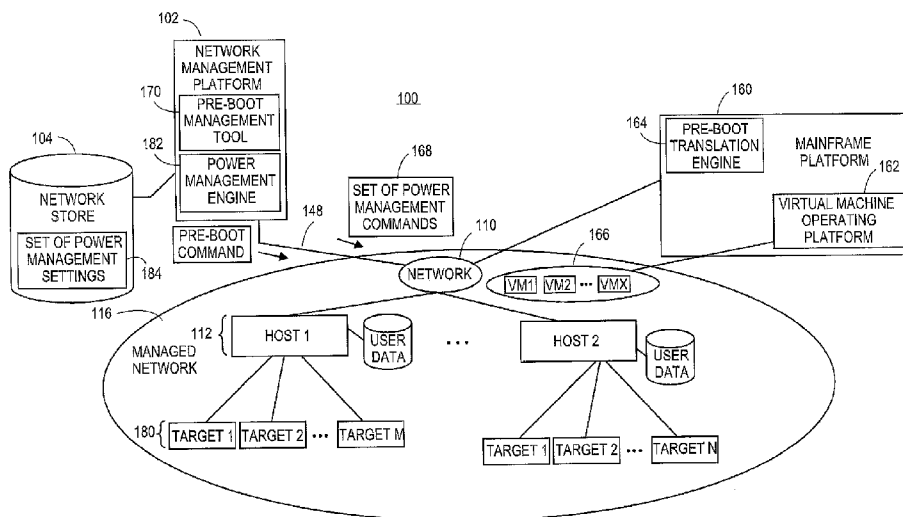 102
NETWORK
MANAGEMENT
PLATFORM
170
PRE-BOOT
MANAGEMENT
TOOL
182
POWER
MANAGEMENT
ENGINE
104
NETWORK
STORE
SET OF POWER
MANAGEMENT
SETTINGS
184
PRE-BOOT
COMMAND
148
100
168
SET OF POWER
MANAGEMENT
COMMANDS
110
NETWORK
160
164
PRE-BOOT
TRANSLATION
ENGINE
MAINFRAME
PLATFORM
162
VIRTUAL MACHINE
OPERATING
PLATFORM
166
VM1 VM2 ••• VMX
116
112
HOST 1
USER
DATA
• • •
HOST 2
USER
DATA
MANAGED
NETWORK
180
TARGET 1 TARGET 2 ••• TARGET M
TARGET 1 TARGET 2 ••• TARGET N